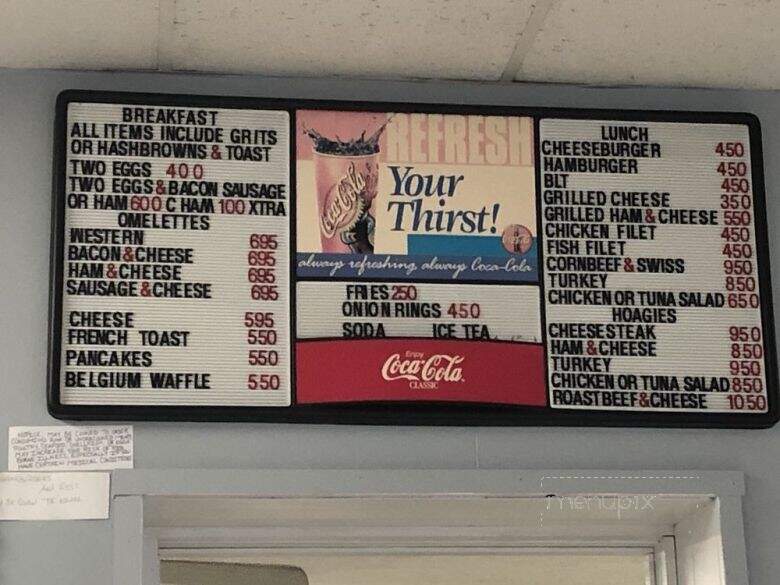 BREAKFAST
ALL ITEMS INCLUDE GRITS
OR HASHBROWNS & TOAST
TWO EGGS 400
TWO EGGS & BACON SAUSAGE
OR HAM 600 C HAM 100 XTRA
OMELETTES
WESTERN 695
BACON & CHEESE 695
HAM & CHEESE 695
SAUSAGE & CHEESE 695
CHEESE 595
FRENCH TOAST 550
PANCAKES 550
BELGIUM WAFFLE 550
REFRESH
Your
Thirst!
Coca-Cola
always refreshing always Coca-Cola
FRIES 250
ONION RINGS 450
SODA ICE TEA
Enjoy
Coca-Cola
CLASSIC
LUNCH
CHEESEBURGER 450
HAMBURGER 450
BLT 450
GRILLED CHEESE 350
GRILLED HAM & CHEESE 550
CHICKEN FILET 450
FISH FILET 450
CORNBEEF & SWISS 950
TURKEY 850
CHICKEN OR TUNA SALAD 650
HOAGIES
CHEESESTEAK 950
HAM & CHEESE 850
TURKEY 950
CHICKEN OR TUNA SALAD 850
ROAST BEEF & CHEESE 1050
menupix